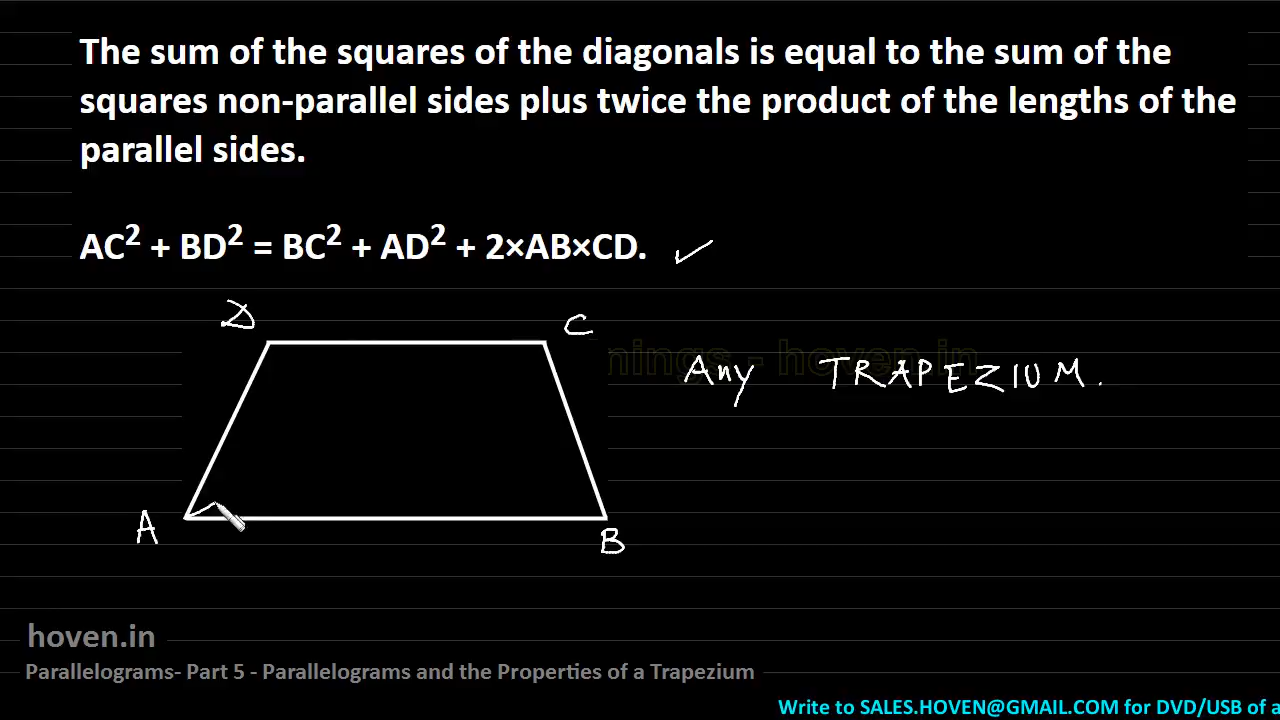 The sum of the squares of the diagonals is equal to the sum of the
squares non-parallel sides plus twice the product of the lengths of the
parallel sides.
AC² + BD² = BC² + AD² + 2×AB×CD.
D
C
nings - hoven.in
Any TRAPEZIUM.
A
B
hoven.in
Parallelograms- Part 5 - Parallelograms and the Properties of a Trapezium
Write to SALES.HOVEN@GMAIL.COM for DVD/USB of a